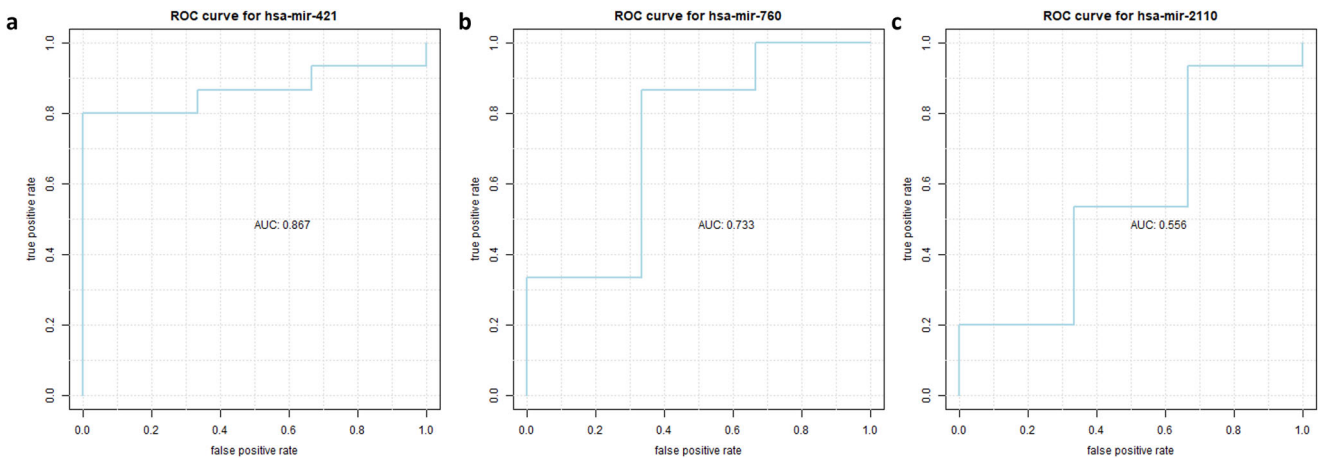 a
ROC curve for hsa-mir-421
1.0
0.8
0.6
0.4
0.2
0.0
true positive rate
AUC: 0.867
0.0 0.2 0.4 0.6 0.8 1.0
false positive rate
b
ROC curve for hsa-mir-760
1.0
0.8
0.6
0.4
0.2
0.0
true positive rate
AUC: 0.733
0.0 0.2 0.4 0.6 0.8 1.0
false positive rate
c
ROC curve for hsa-mir-2110
1.0
0.8
0.6
0.4
0.2
0.0
true positive rate
AUC: 0.556
0.0 0.2 0.4 0.6 0.8 1.0
false positive rate